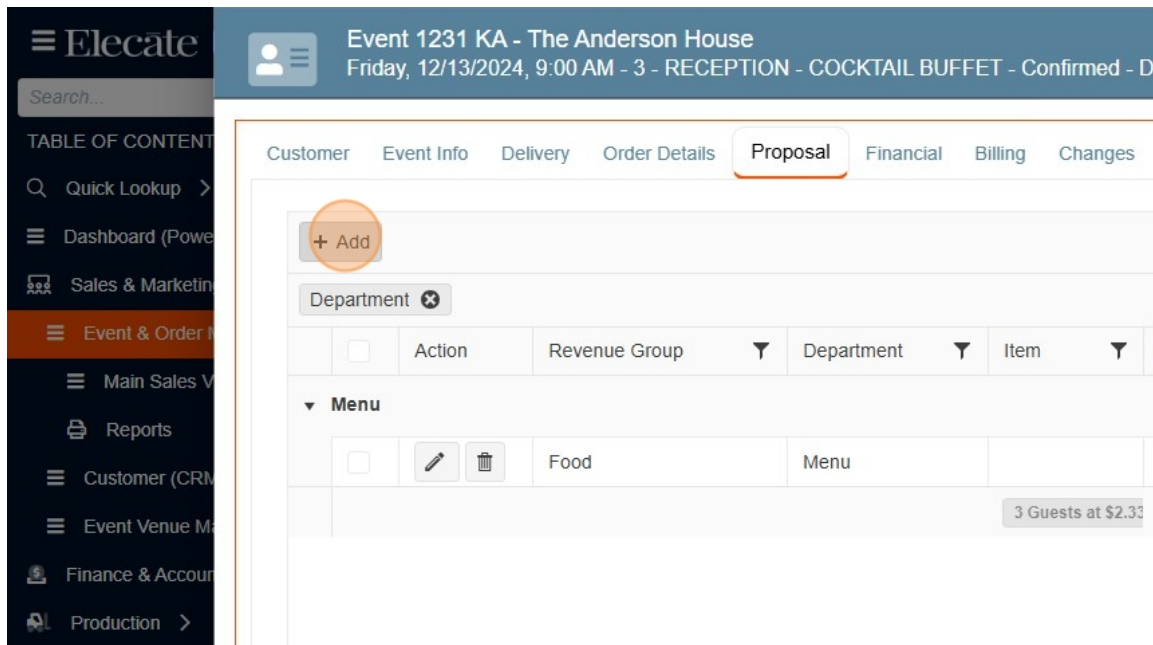 Elecāte
Search...
TABLE OF CONTENT
Quick Lookup
Dashboard (Powe
Sales & Marketin
Event & Order M
Main Sales V
Reports
Customer (CRM
Event Venue Ma
Finance & Accoun
Production
Event 1231 KA - The Anderson House
Friday, 12/13/2024, 9:00 AM - 3 - RECEPTION - COCKTAIL BUFFET - Confirmed - D
Customer Event Info Delivery Order Details Proposal Financial Billing Changes
+ Add
Department
Action Revenue Group Department Item
Menu
Food Menu
3 Guests at $2.33